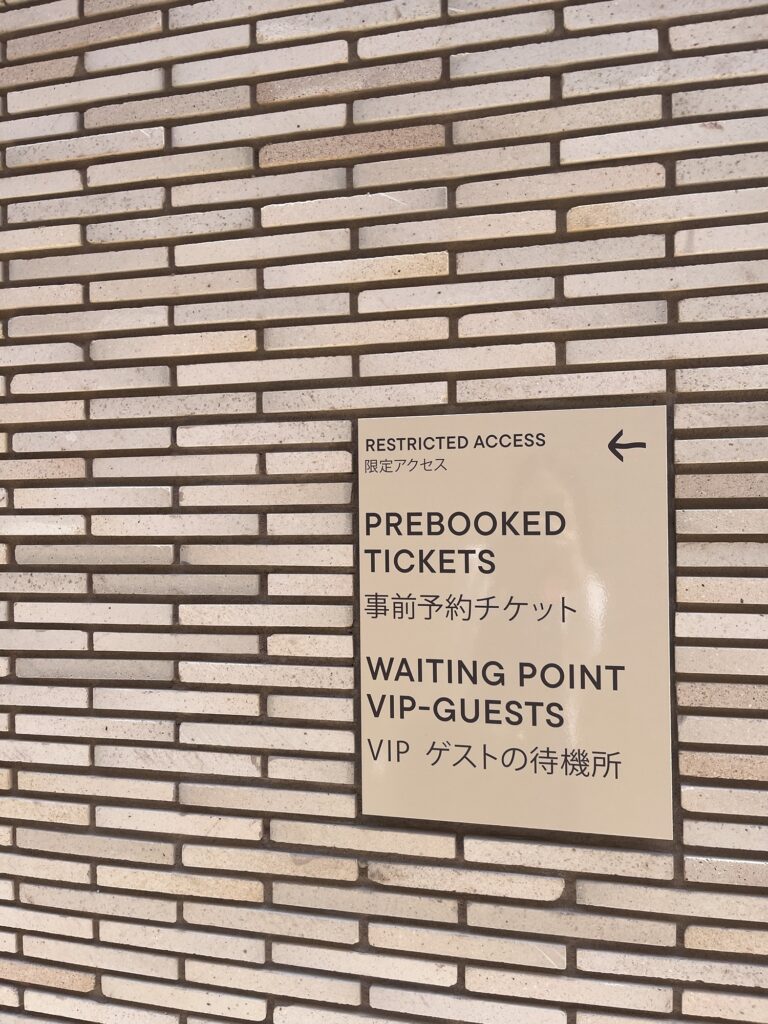 RESTRICTED ACCESS ←
限定アクセス
PREBOOKED
TICKETS
事前予約チケット
WAITING POINT
VIP-GUESTS
VIP ゲストの待機所